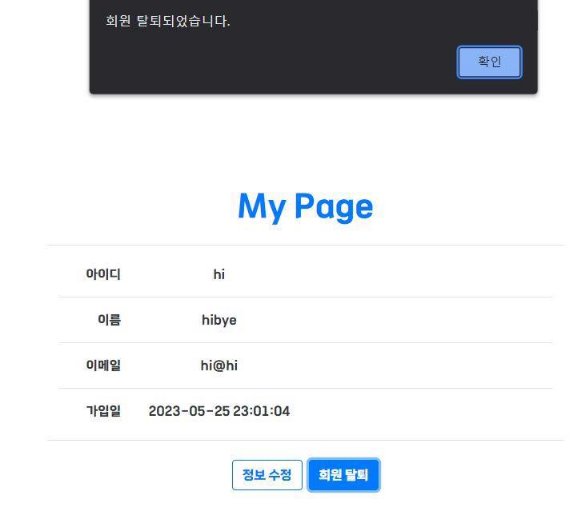 회원 탈퇴되었습니다.
확인
My Page
아이디 hi
이름 hibye
이메일 hi@hi
가입일 2023-05-25 23:01:04
정보 수정 회원 탈퇴